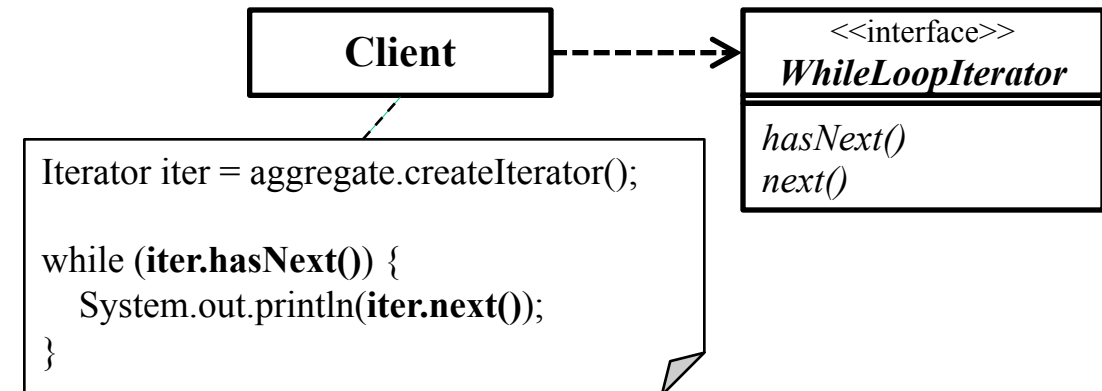 Client
<<interface>>
WhileLoopIterator
hasNext()
next()
Iterator iter = aggregate.createIterator();
while (iter.hasNext()) {
System.out.println(iter.next());
}